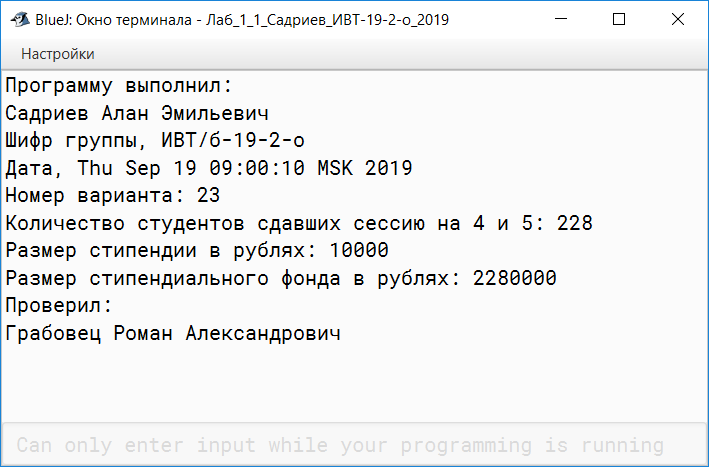 BlueJ: Окно терминала - Лаб_1_1_Садриев_ИВТ-19-2-о_2019
Настройки
Программу выполнил:
Садриев Алан Эмильевич
Шифр группы, ИВТ/б-19-2-о
Дата, Thu Sep 19 09:00:10 MSK 2019
Номер варианта: 23
Количество студентов сдавших сессию на 4 и 5: 228
Размер стипендии в рублях: 10000
Размер стипендиального фонда в рублях: 2280000
Проверил:
Грабовец Роман Александрович
Can only enter input while your programming is running